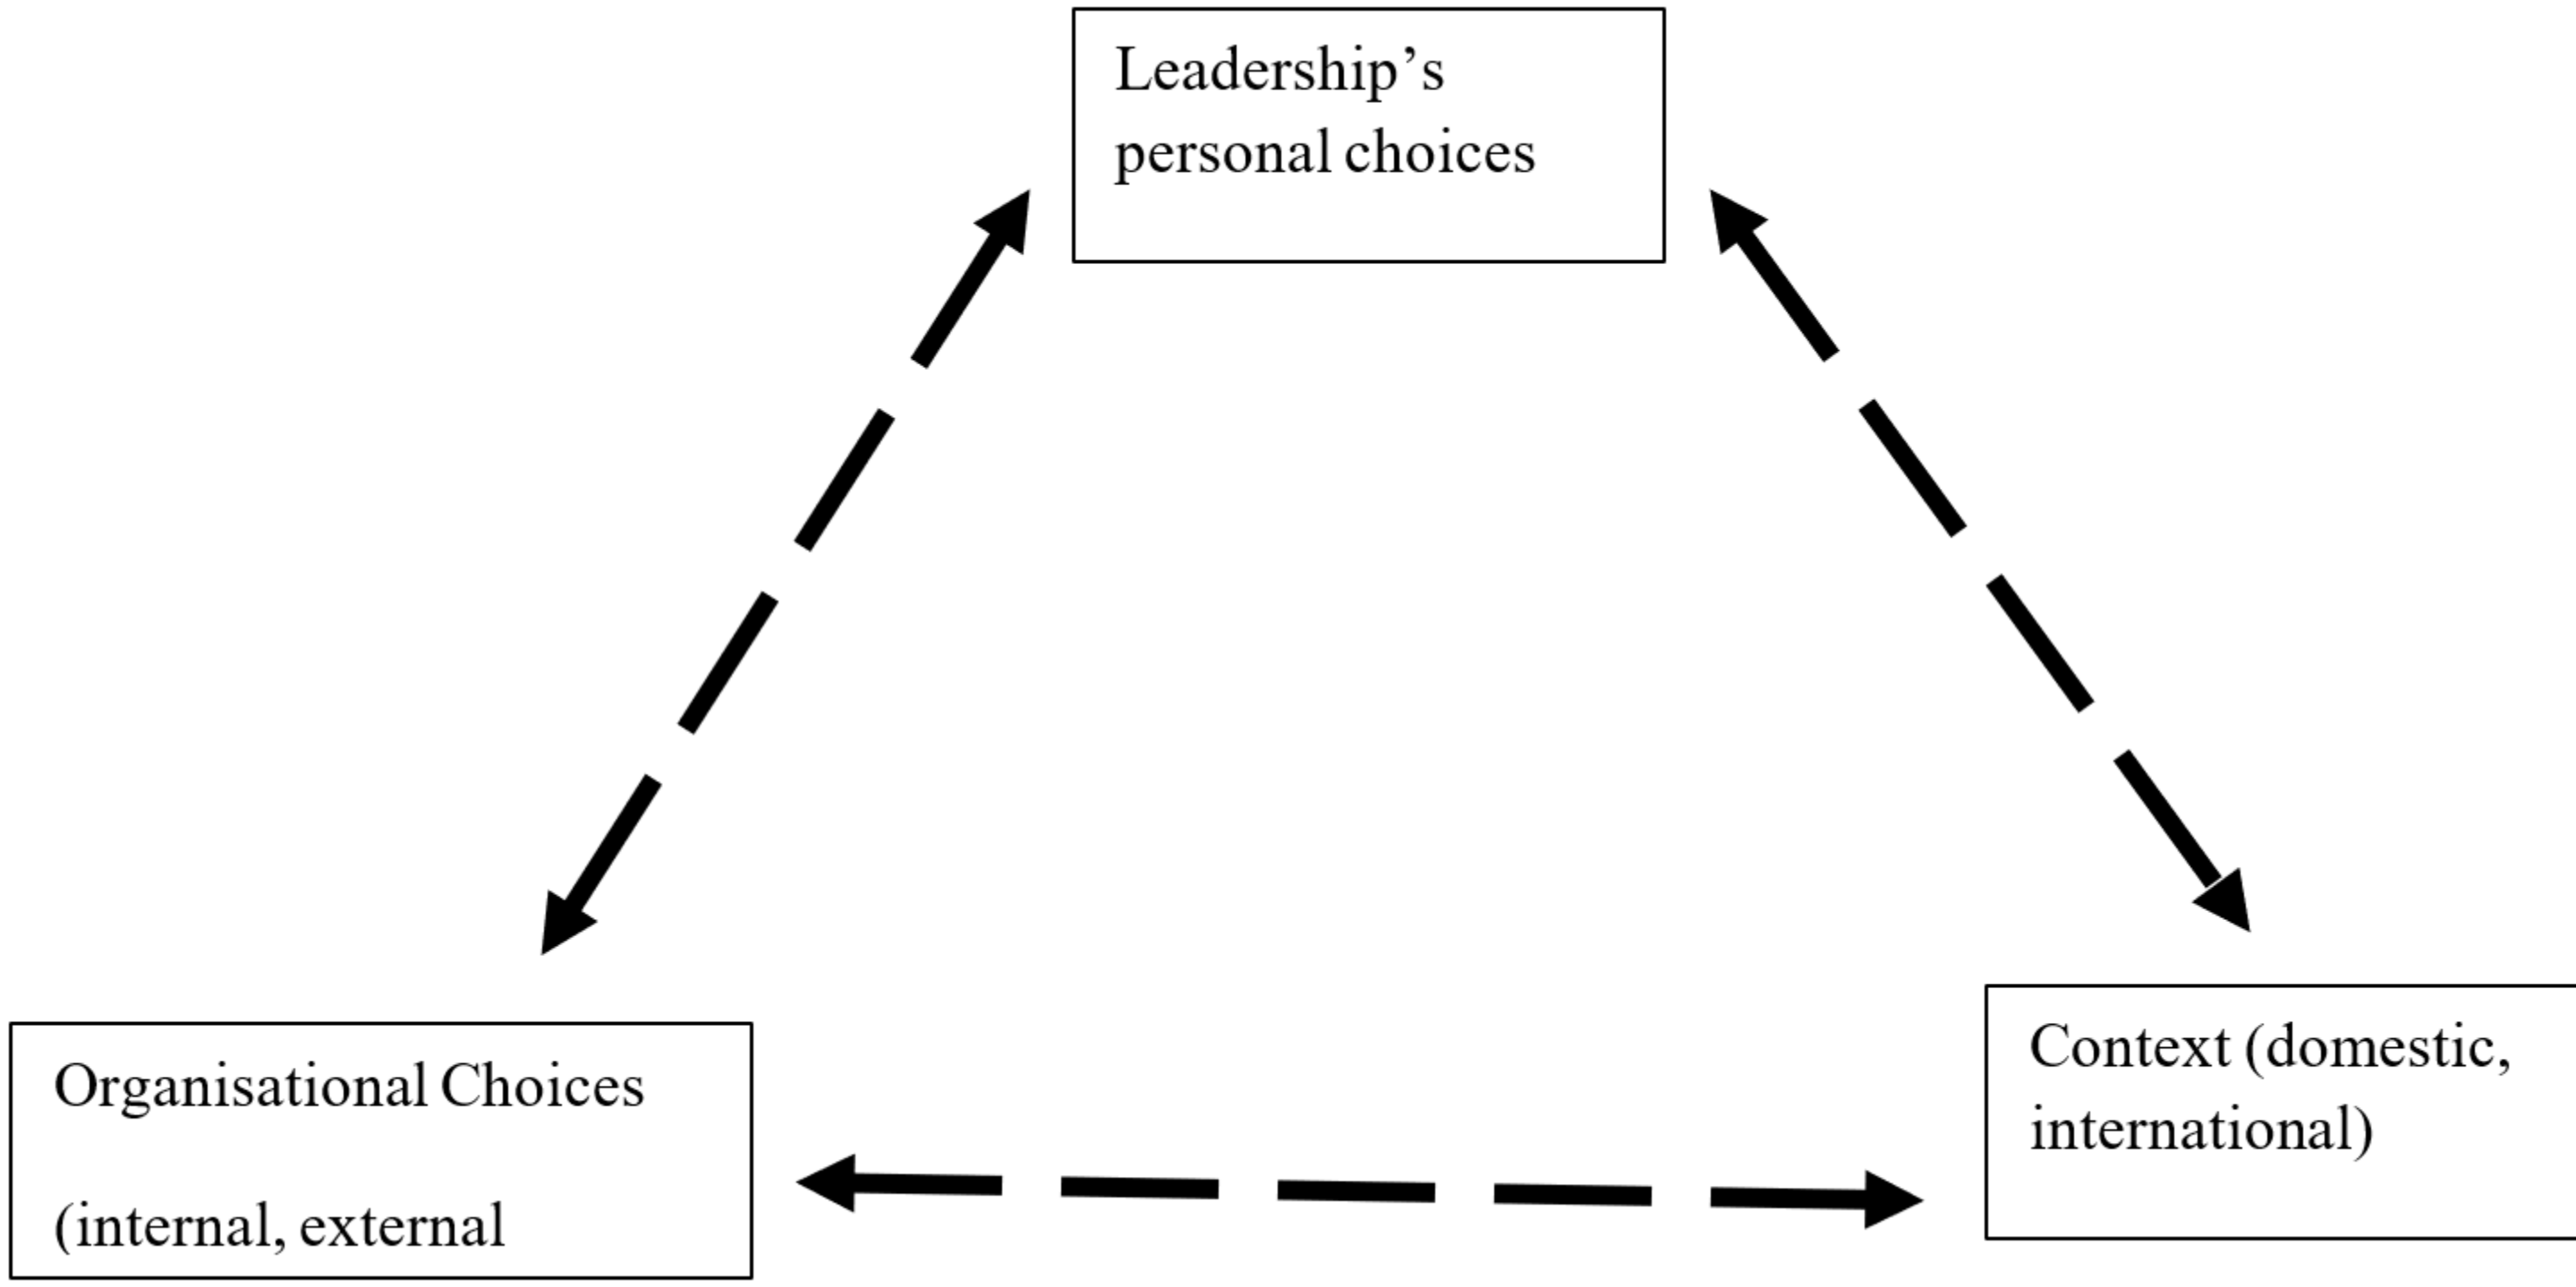 Leadership’s
personal choices
Organisational Choices
(internal, external
Context (domestic,
international)